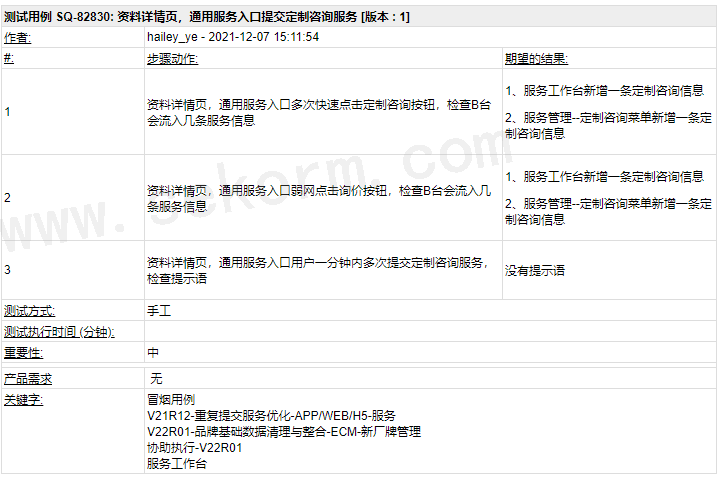 测试用例 SQ-82830: 资料详情页，通用服务入口提交定制咨询服务 [版本 : 1]
作者: hailey_ye - 2021-12-07 15:11:54
#: 步骤动作: 期望的结果:
1 资料详情页，通用服务入口多次快速点击定制咨询按钮，检查B台
会流入几条服务信息
1、服务工作台新增一条定制咨询信息
2、服务管理--定制咨询菜单新增一条定
制咨询信息
2 资料详情页，通用服务入口弱网点击询价按钮，检查B台会流入几
条服务信息
1、服务工作台新增一条定制咨询信息
2、服务管理--定制咨询菜单新增一条定
制咨询信息
3 资料详情页，通用服务入口用户一分钟内多次提交定制咨询服务，
检查提示语
没有提示语
测试方式: 手工
测试执行时间 (分钟):
重要性: 中
产品需求 无
关键字: 冒烟用例
V21R12-重复提交服务优化-APP/WEB/H5-服务
V22R01-品牌基础数据清理与整合-ECM-新厂牌管理
协助执行-V22R01
服务工作台
www.sekorm.com